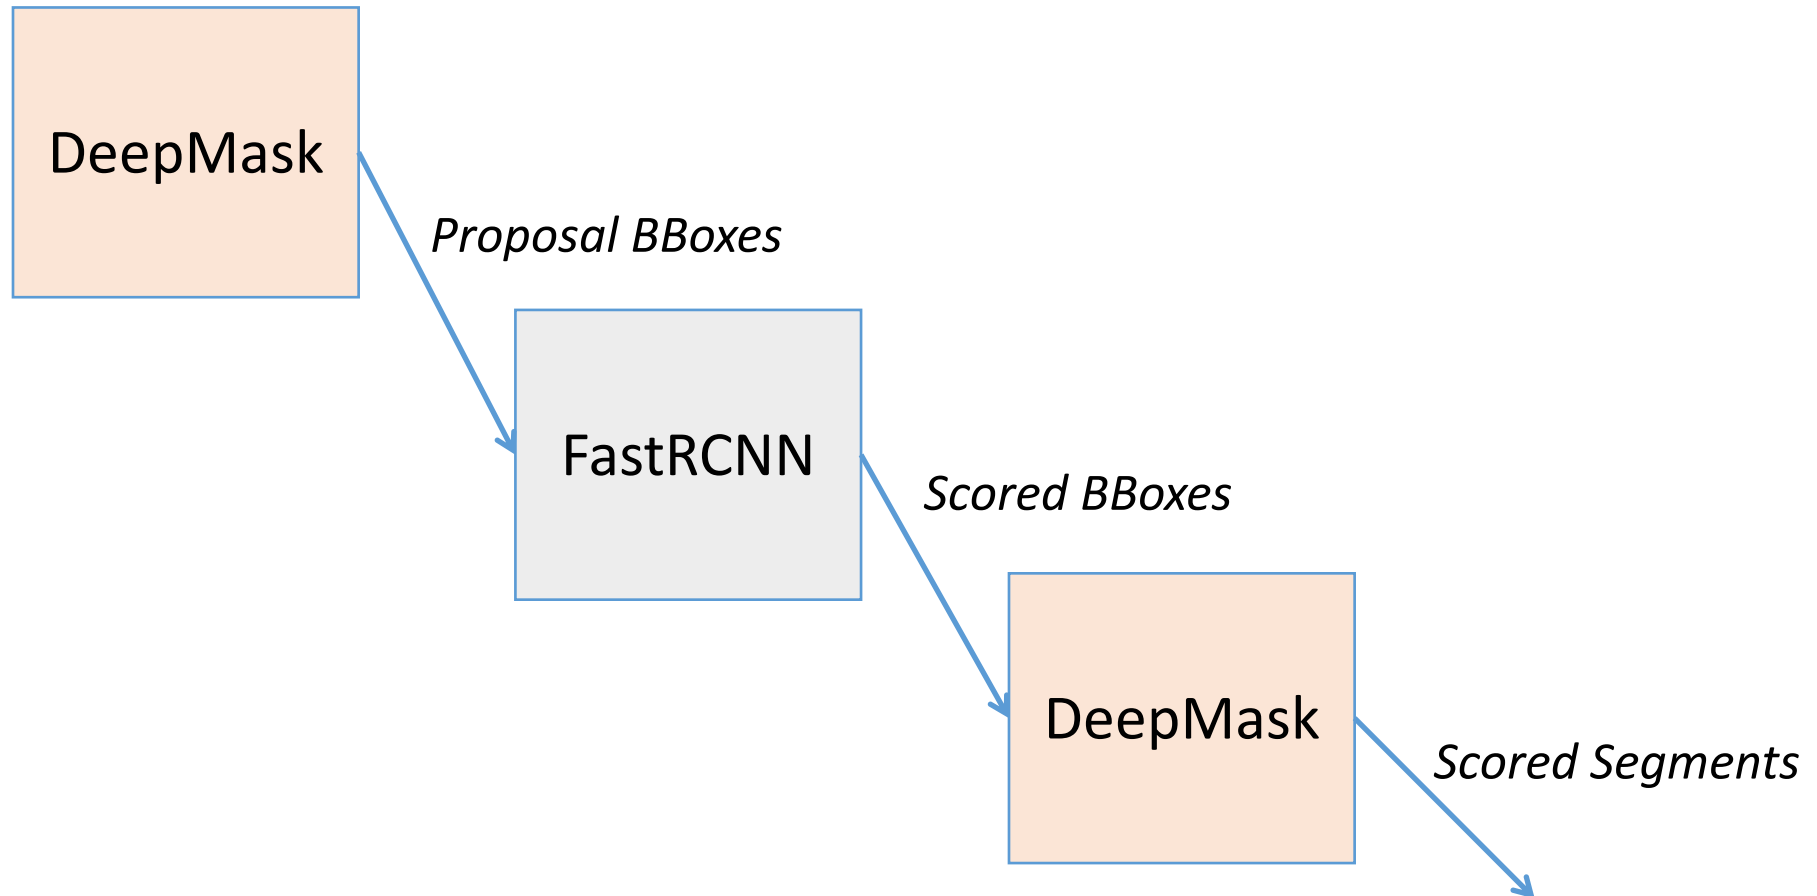 DeepMask
Proposal BBoxes
FastRCNN
Scored BBoxes
DeepMask
Scored Segments